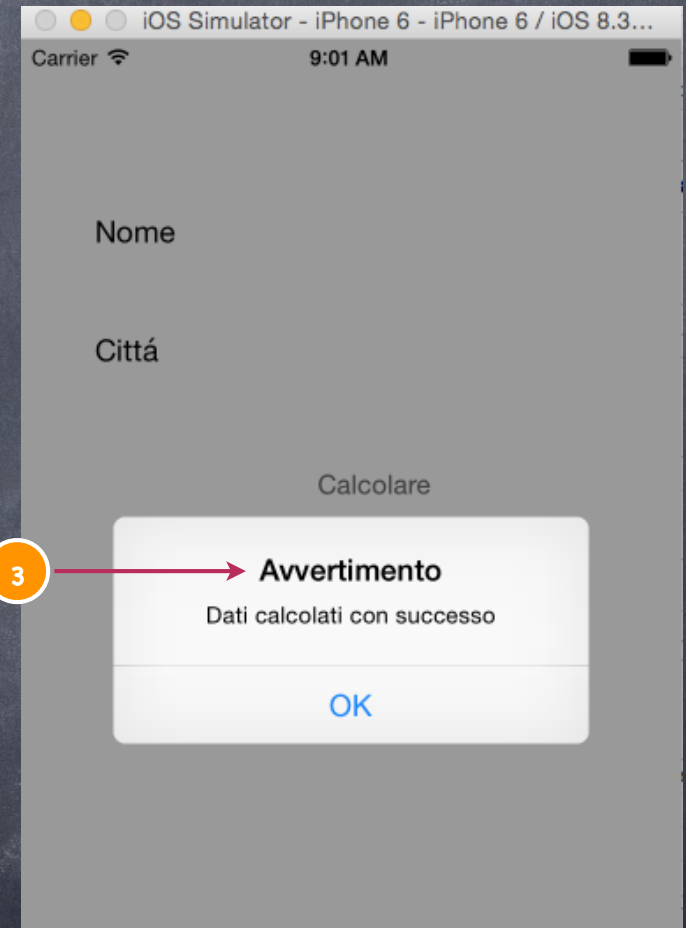 iOS Simulator - iPhone 6 - iPhone 6 / iOS 8.3...
Carrier 9:01 AM
Nome
Cittá
Calcolare
3
Avvertimento
Dati calcolati con successo
OK